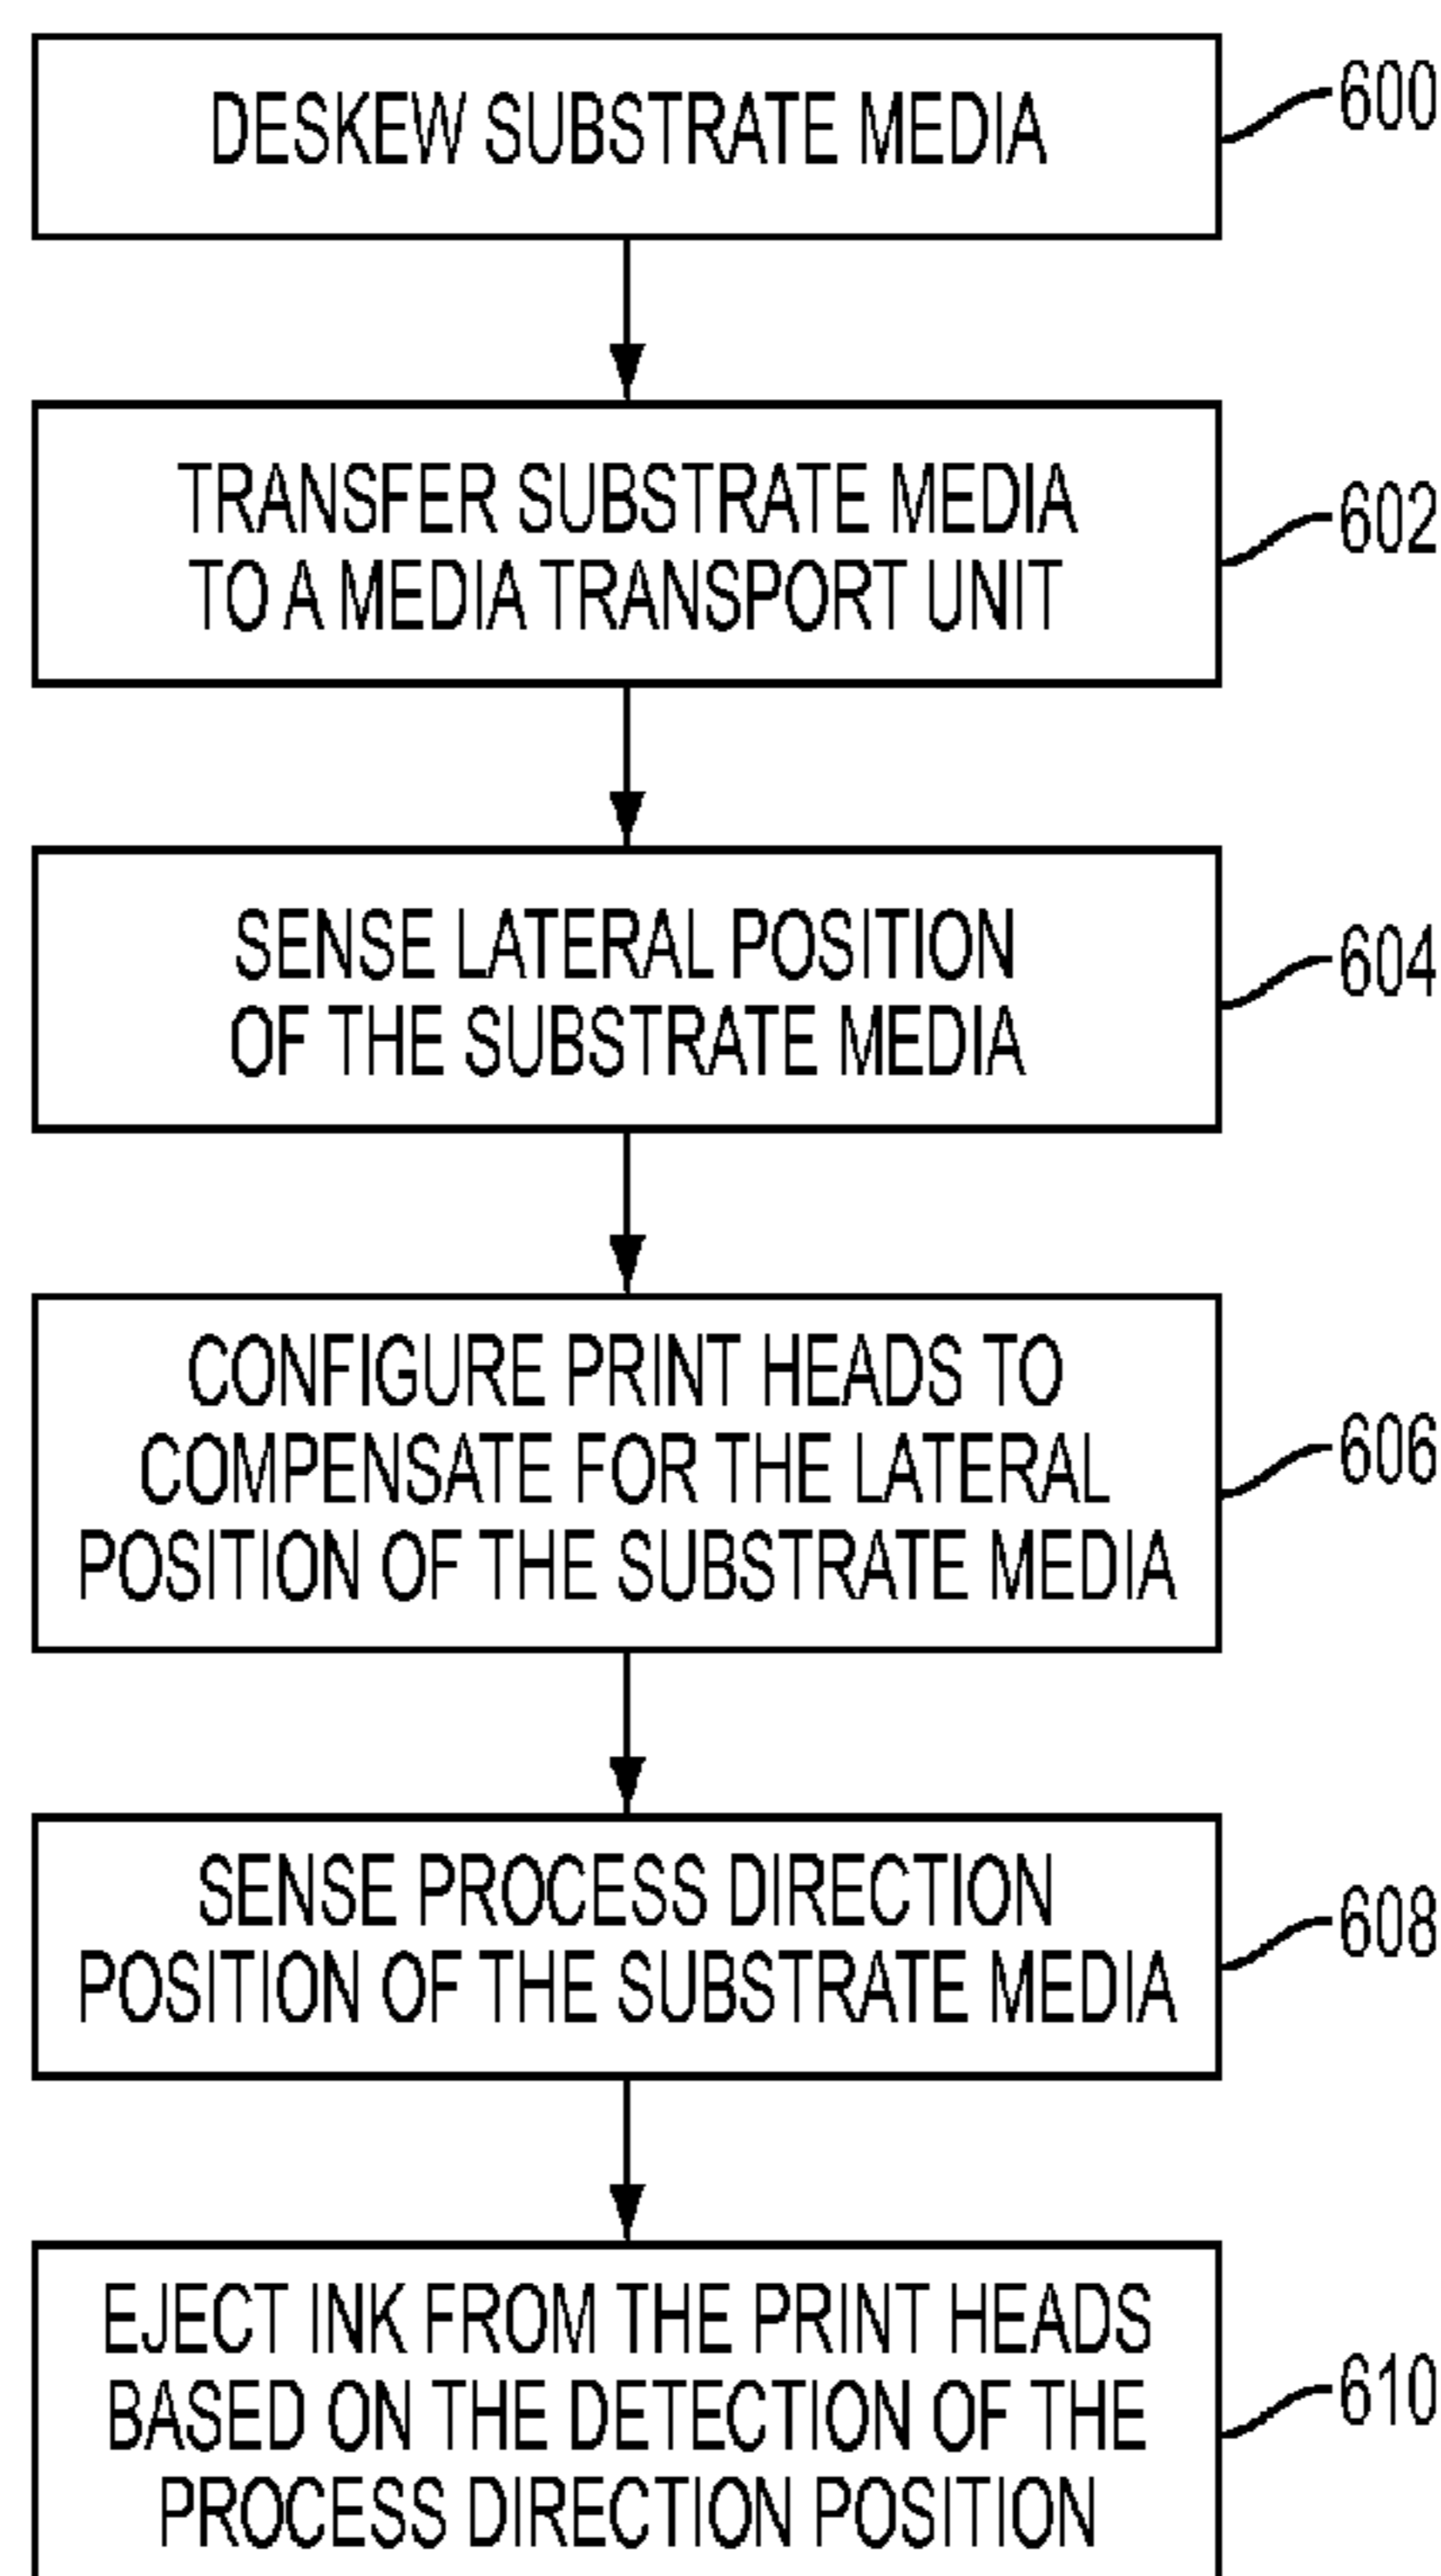 DESKEW SUBSTRATE MEDIA
600
TRANSFER SUBSTRATE MEDIA
TO A MEDIA TRANSPORT UNIT
602
SENSE LATERAL POSITION
OF THE SUBSTRATE MEDIA
604
CONFIGURE PRINT HEADS TO
COMPENSATE FOR THE LATERAL
POSITION OF THE SUBSTRATE MEDIA
606
SENSE PROCESS DIRECTION
POSITION OF THE SUBSTRATE MEDIA
608
EJECT INK FROM THE PRINT HEADS
BASED ON THE DETECTION OF THE
PROCESS DIRECTION POSITION
610